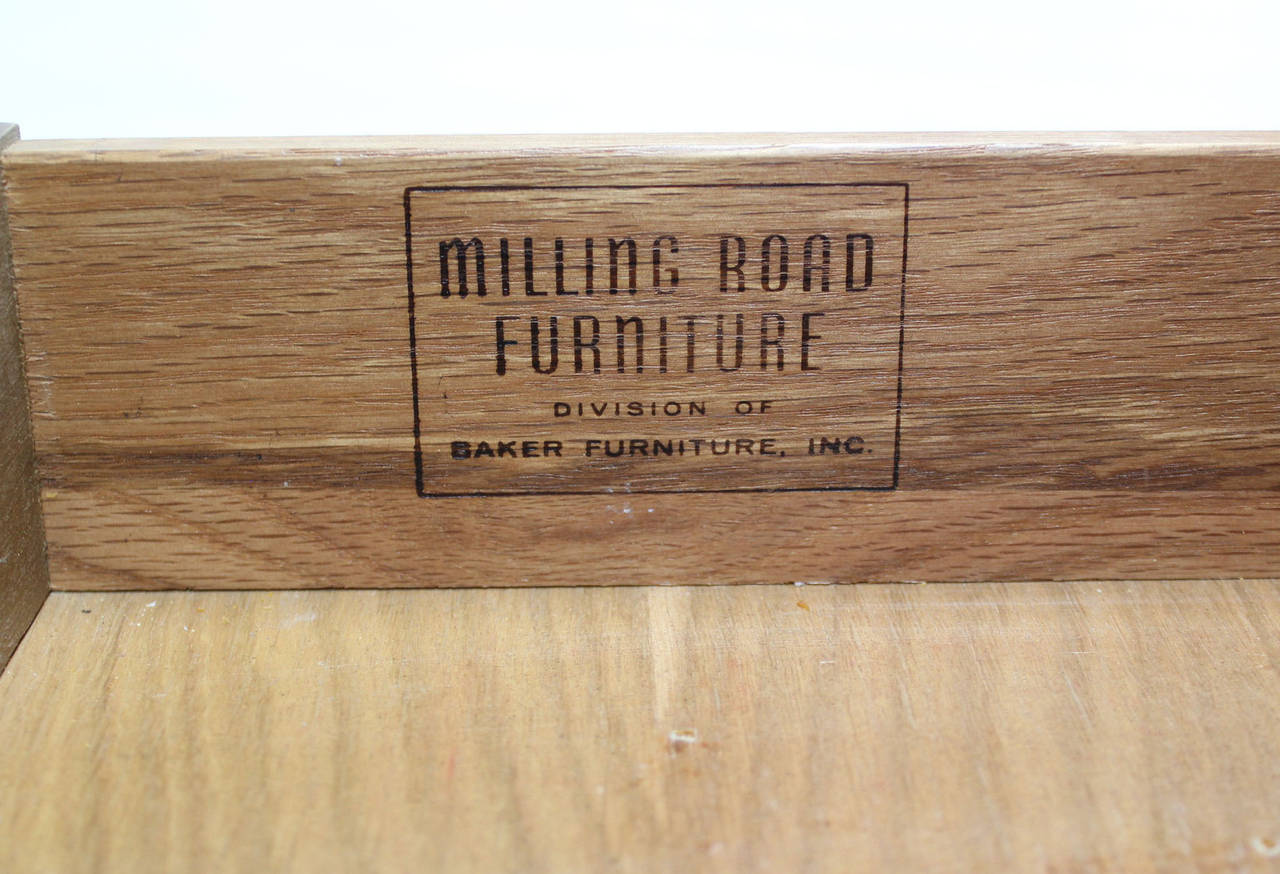 MILLING ROAD
FURNITURE
DIVISION OF
BAKER FURNITURE, INC.